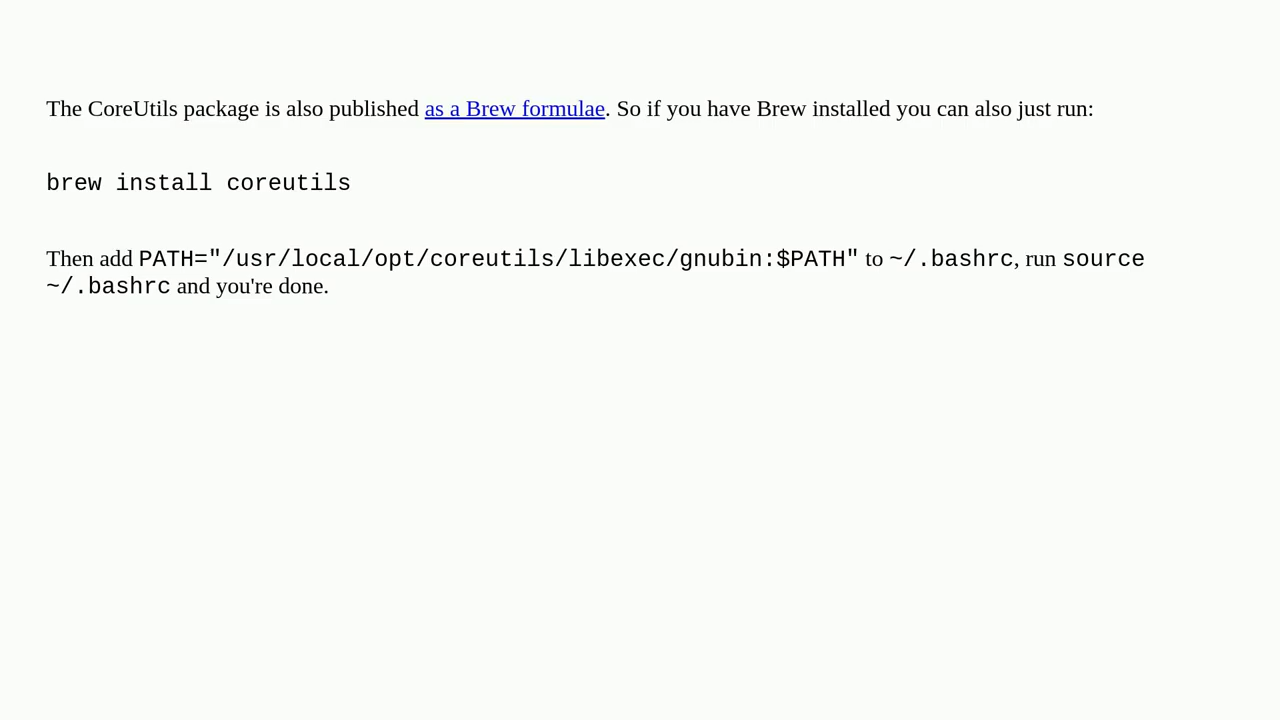 The CoreUtils package is also published as a Brew formulae. So if you have Brew installed you can also just run:
brew install coreutils
Then add PATH="/usr/local/opt/coreutils/libexec/gnubin:$PATH" to ~/.bashrc, run source
~/.bashrc and you're done.